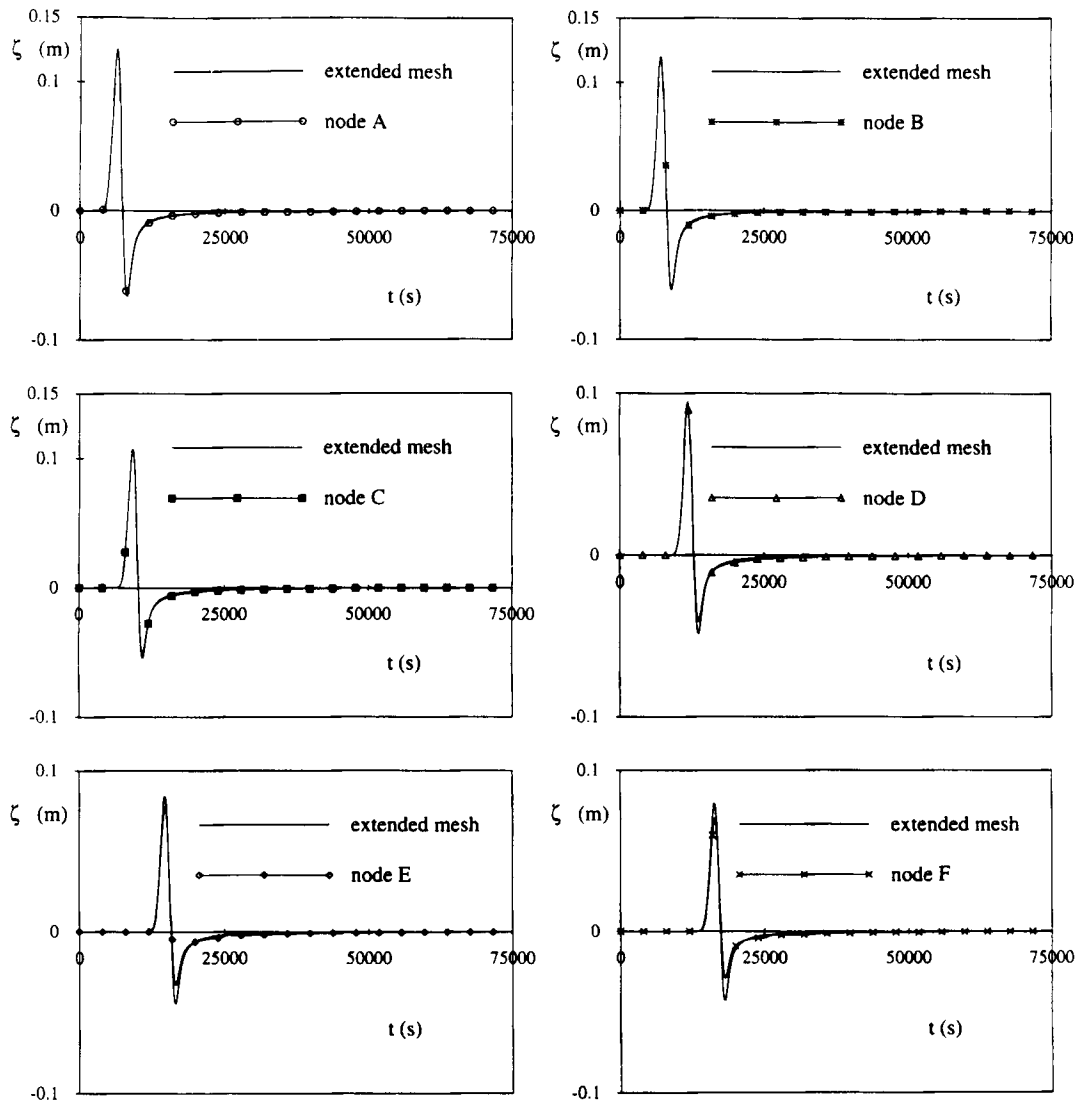 0.15
ζ (m)
0.1
extended mesh
node A
0
0 25000 50000 75000
t (s)
-0.1
0.15
ζ (m)
0.1
extended mesh
node B
0
0 25000 50000 75000
t (s)
-0.1
0.15
ζ (m)
0.1
extended mesh
node C
0
0 25000 50000 75000
t (s)
-0.1
0.1
ζ (m)
extended mesh
node D
0
0 25000 50000 75000
t (s)
-0.1
0.1
ζ (m)
extended mesh
node E
0
0 25000 50000 75000
t (s)
-0.1
0.1
ζ (m)
extended mesh
node F
0
0 25000 50000 75000
t (s)
-0.1